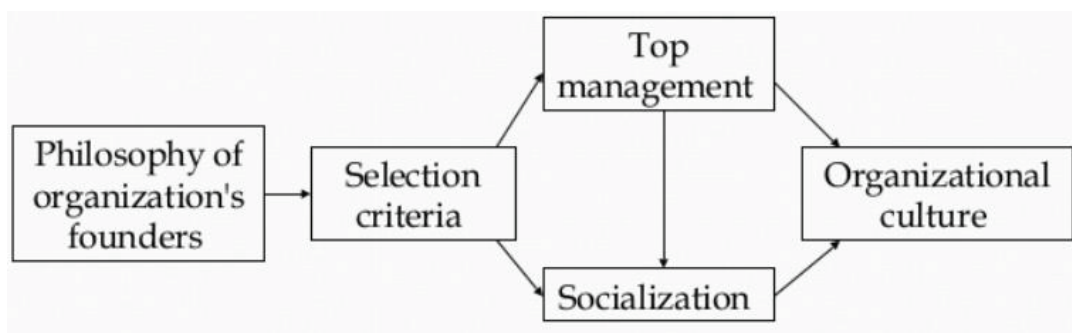 Philosophy of
organization's
founders
Selection
criteria
Top
management
Socialization
Organizational
culture